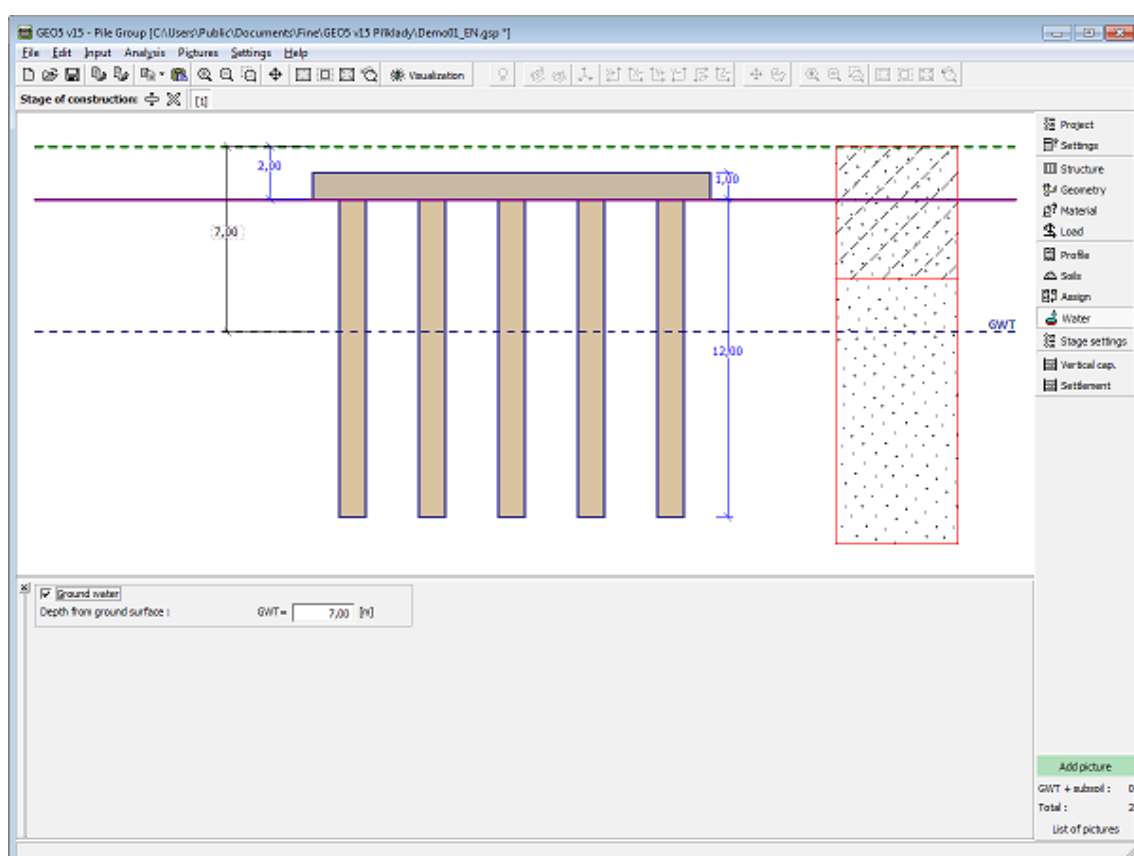 GEO5 v15 - Pile Group [C:\Users\Public\Documents\Fine\GEO5 v15 Příklady\Demo01_EN.gsp *]
File Edit Input Analysis Pictures Settings Help
Visualization
Stage of construction: [1]
2,00
1,00
7,00
GWT
12,00
Project
Settings
Structure
Geometry
Material
Load
Profile
Soils
Assign
Water
Stage settings
Vertical cap.
Settlement
Ground water
Depth from ground surface : GWT = 7,00 [m]
Add picture
GWT + subsoil : 0
Total : 2
List of pictures